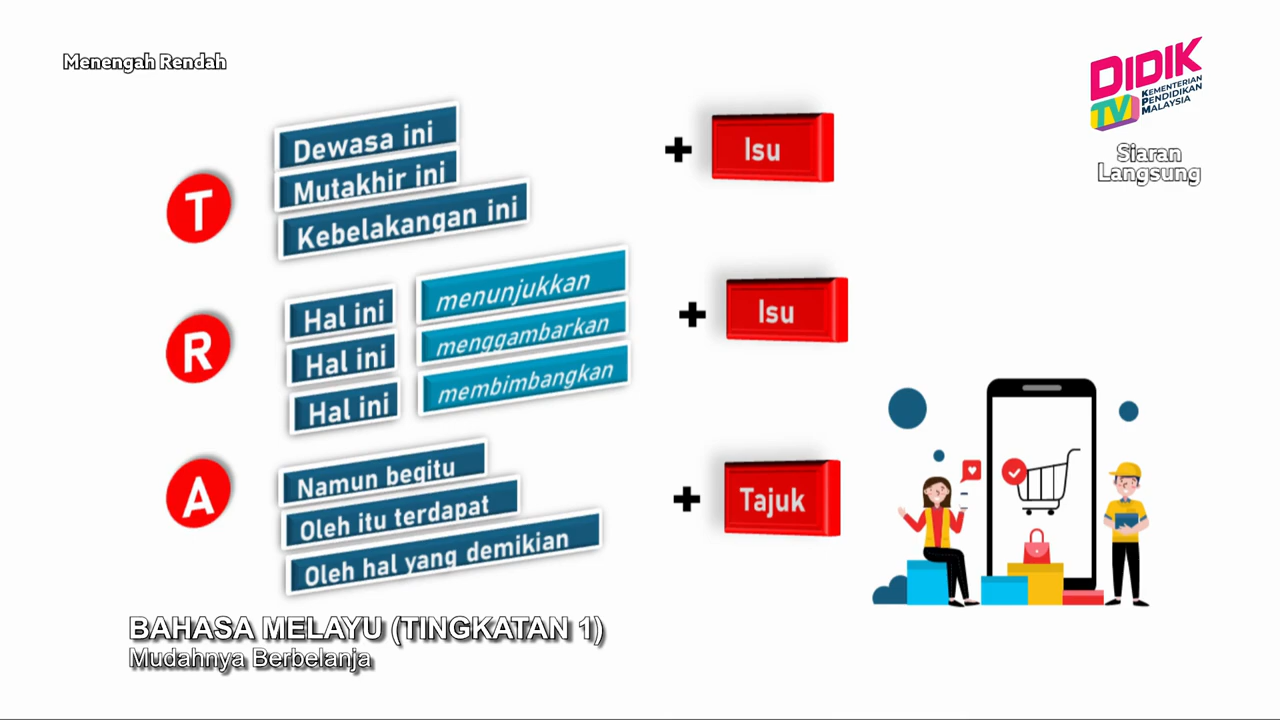 Menengah Rendah
DIDIK
TV
KEMENTERIAN
PENDIDIKAN
MALAYSIA
Siaran
Langsung
T
Dewasa ini
Mutakhir ini
Kebelakangan ini
+
Isu
R
Hal ini menunjukkan
Hal ini menggambarkan
Hal ini membimbangkan
+
Isu
A
Namun begitu
Oleh itu terdapat
Oleh hal yang demikian
+
Tajuk
BAHASA MELAYU (TINGKATAN 1)
Mudahnya Berbelanja